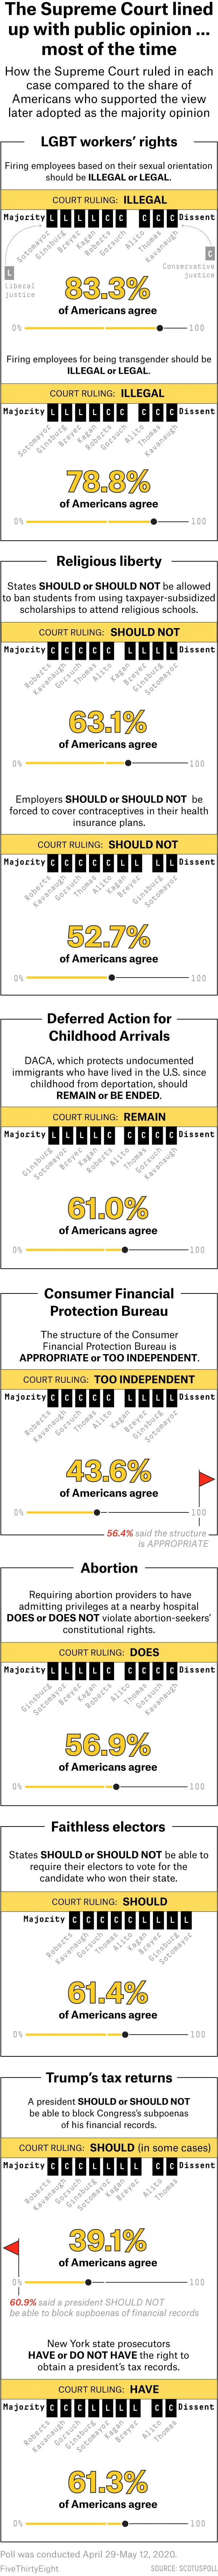 The Supreme Court lined
up with public opinion ...
most of the time
How the Supreme Court ruled in each
case compared to the share of
Americans who supported the view
later adopted as the majority opinion
LGBT workers' rights
Firing employees based on their sexual orientation
should be ILLEGAL or LEGAL.
COURT RULING: ILLEGAL
Majority L L L L C C C C C Dissent
Sotomayor Ginsburg Breyer Kagan Roberts Gorsuch Alito Thomas Kavanaugh
L
Liberal
justice
C
Conservative
justice
83.3%
of Americans agree
0% 100
Firing employees for being transgender should be
ILLEGAL or LEGAL.
COURT RULING: ILLEGAL
Majority L L L L C C C C C Dissent
Sotomayor Ginsburg Breyer Kagan Roberts Gorsuch Alito Thomas Kavanaugh
78.8%
of Americans agree
0% 100
Religious liberty
States SHOULD or SHOULD NOT be allowed
to ban students from using taxpayer-subsidized
scholarships to attend religious schools.
COURT RULING: SHOULD NOT
Majority C C C C C L L L L Dissent
Roberts Kavanaugh Gorsuch Thomas Alito Kagan Breyer Ginsburg Sotomayor
63.1%
of Americans agree
0% 100
Employers SHOULD or SHOULD NOT be
forced to cover contraceptives in their health
insurance plans.
COURT RULING: SHOULD NOT
Majority C C C C C L L L L Dissent
Roberts Kavanaugh Gorsuch Thomas Alito Kagan Breyer Ginsburg Sotomayor
52.7%
of Americans agree
0% 100
Deferred Action for
Childhood Arrivals
DACA, which protects undocumented
immigrants who have lived in the U.S. since
childhood from deportation, should
REMAIN or BE ENDED.
COURT RULING: REMAIN
Majority L L L L C C C C C Dissent
Ginsburg Sotomayor Breyer Kagan Roberts Alito Thomas Gorsuch Kavanaugh
61.0%
of Americans agree
0% 100
Consumer Financial
Protection Bureau
The structure of the Consumer
Financial Protection Bureau is
APPROPRIATE or TOO INDEPENDENT.
COURT RULING: TOO INDEPENDENT
Majority C C C C C L L L L Dissent
Roberts Kavanaugh Gorsuch Thomas Alito Kagan Breyer Ginsburg Sotomayor
43.6%
of Americans agree
0% 100
56.4% said the structure
is APPROPRIATE
Abortion
Requiring abortion providers to have
admitting privileges at a nearby hospital
DOES or DOES NOT violate abortion-seekers'
constitutional rights.
COURT RULING: DOES
Majority L L L L C C C C C Dissent
Ginsburg Sotomayor Breyer Kagan Roberts Alito Thomas Gorsuch Kavanaugh
56.9%
of Americans agree
0% 100
Faithless electors
States SHOULD or SHOULD NOT be able to
require their electors to vote for the
candidate who won their state.
COURT RULING: SHOULD
Majority C C C C C L L L L
Roberts Kavanaugh Gorsuch Thomas Alito Kagan Breyer Ginsburg Sotomayor
61.4%
of Americans agree
0% 100
Trump's tax returns
A president SHOULD or SHOULD NOT
be able to block Congress's subpoenas
of his financial records.
COURT RULING: SHOULD (in some cases)
Majority C C C L L L L C C Dissent
Roberts Kavanaugh Gorsuch Ginsburg Sotomayor Kagan Breyer Alito Thomas
39.1%
of Americans agree
0% 100
60.9% said a president SHOULD NOT
be able to block supboenas of financial records
New York state prosecutors
HAVE or DO NOT HAVE the right to
obtain a president's tax records.
COURT RULING: HAVE
Majority C C C L L L L C C Dissent
Roberts Kavanaugh Gorsuch Ginsburg Sotomayor Kagan Breyer Alito Thomas
61.3%
of Americans agree
0% 100
Poll was conducted April 29-May 12, 2020.
FiveThirtyEight SOURCE: SCOTUSPOLL